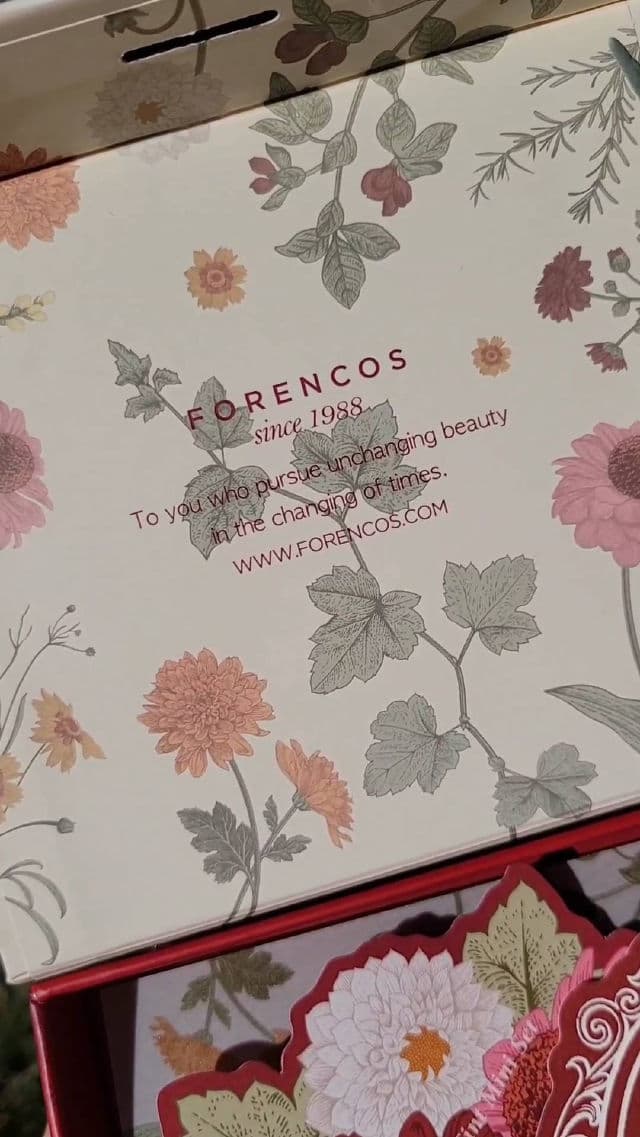 FORENCOS
since 1988
To you who pursue unchanging beauty
in the changing of times.
WWW.FORENCOS.COM